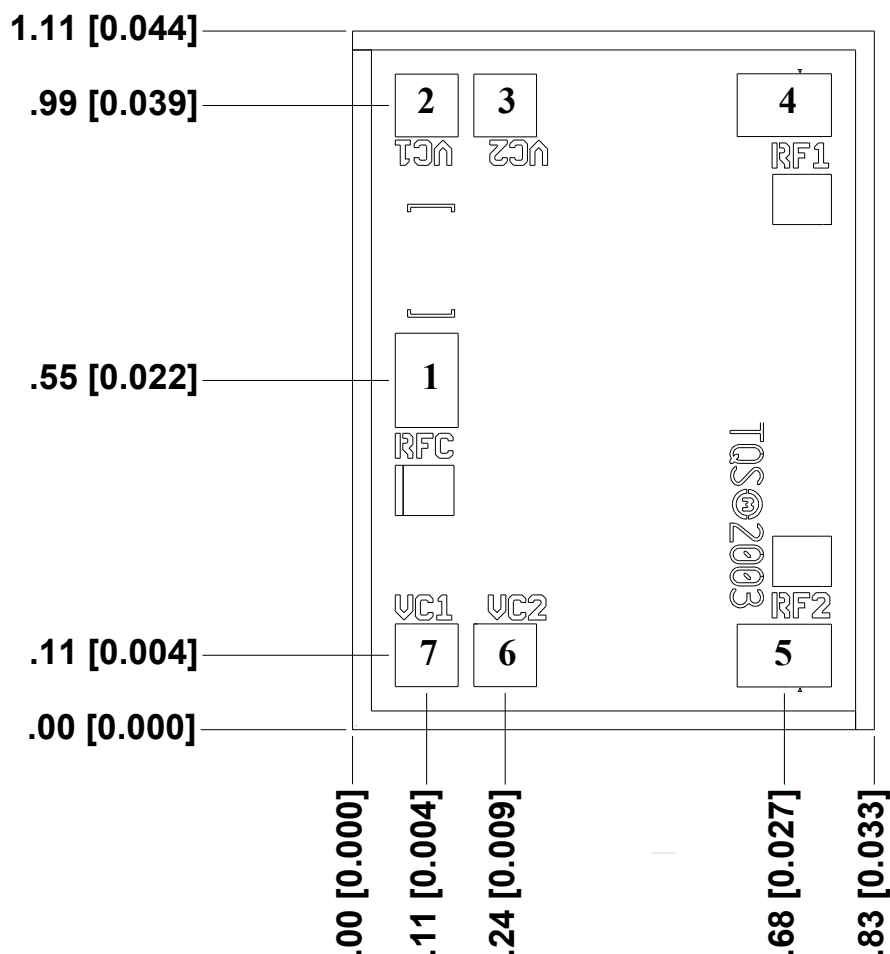 1.11 [0.044]
.99 [0.039]
2
3
4
VC1
VC2
RF1
.55 [0.022]
1
RFC
TQSⓂ2003
VC1
VC2
RF2
.11 [0.004]
7
6
5
.00 [0.000]
.00 [0.000]
.11 [0.004]
.24 [0.009]
.68 [0.027]
.83 [0.033]